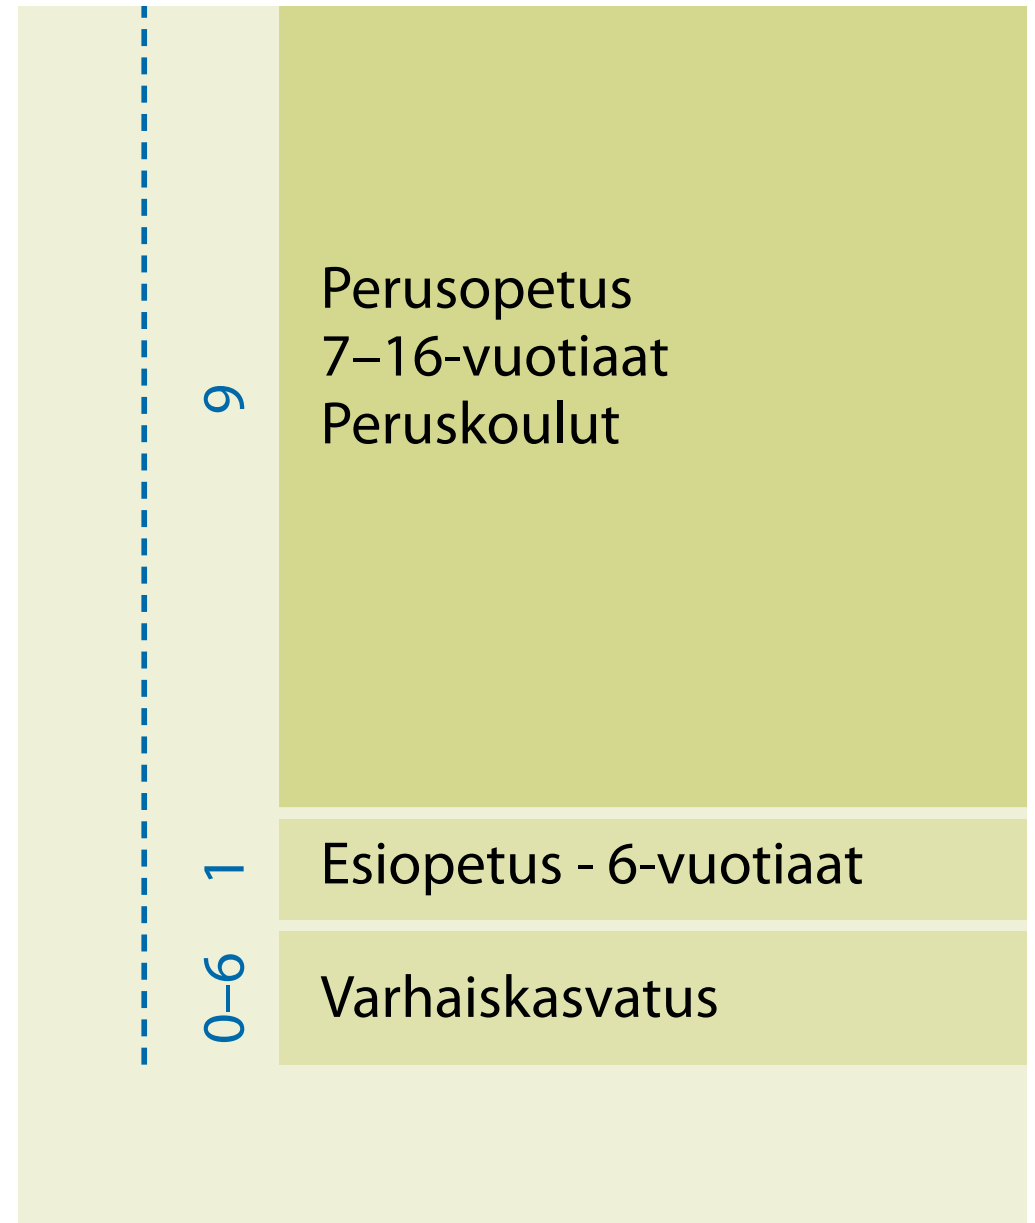 Perusopetus
7–16-vuotiaat
Peruskoulut
9
Esiopetus - 6-vuotiaat
1
Varhaiskasvatus
0–6